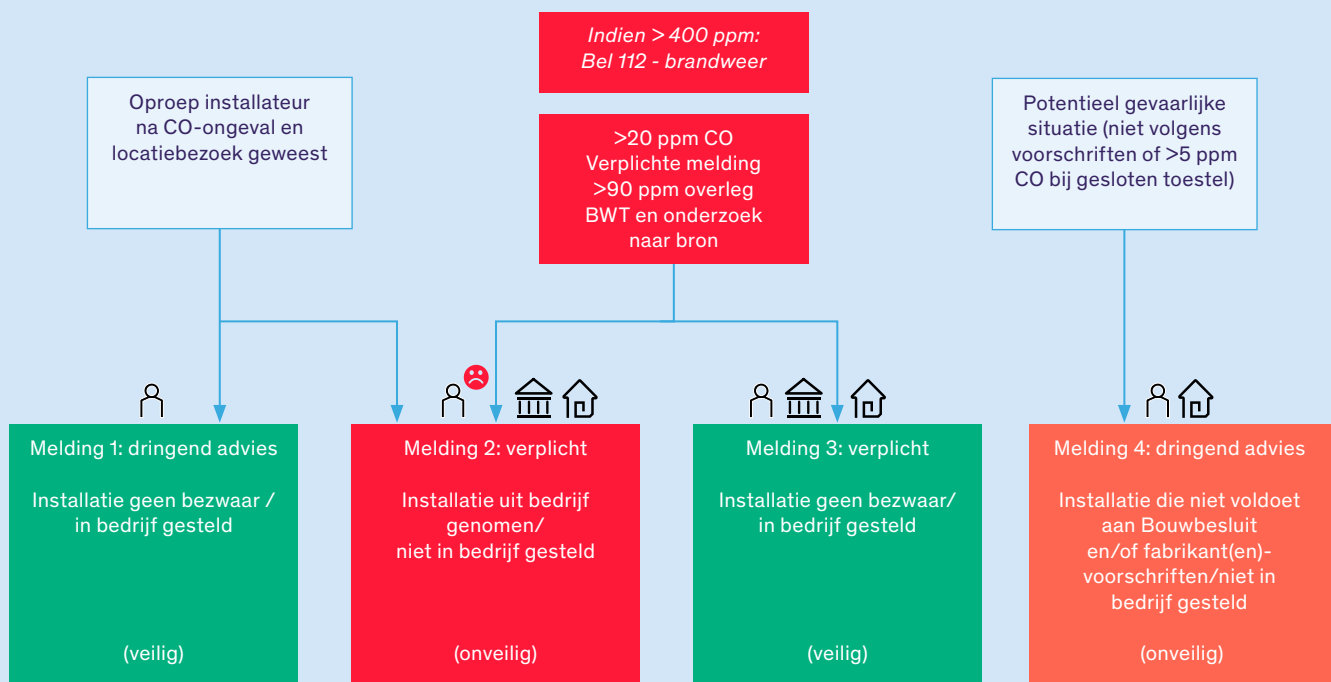 Indien > 400 ppm:
Bel 112 - brandweer
Oproep installateur
na CO-ongeval en
locatiebezoek geweest
>20 ppm CO
Verplichte melding
>90 ppm overleg
BWT en onderzoek
naar bron
Potentieel gevaarlijke
situatie (niet volgens
voorschriften of >5 ppm
CO bij gesloten toestel)
Melding 1: dringend advies
Installatie geen bezwaar /
in bedrijf gesteld
(veilig)
Melding 2: verplicht
Installatie uit bedrijf
genomen/
niet in bedrijf gesteld
(onveilig)
Melding 3: verplicht
Installatie geen bezwaar/
in bedrijf gesteld
(veilig)
Melding 4: dringend advies
Installatie die niet voldoet
aan Bouwbesluit
en/of fabrikant(en)-
voorschriften/niet in
bedrijf gesteld
(onveilig)